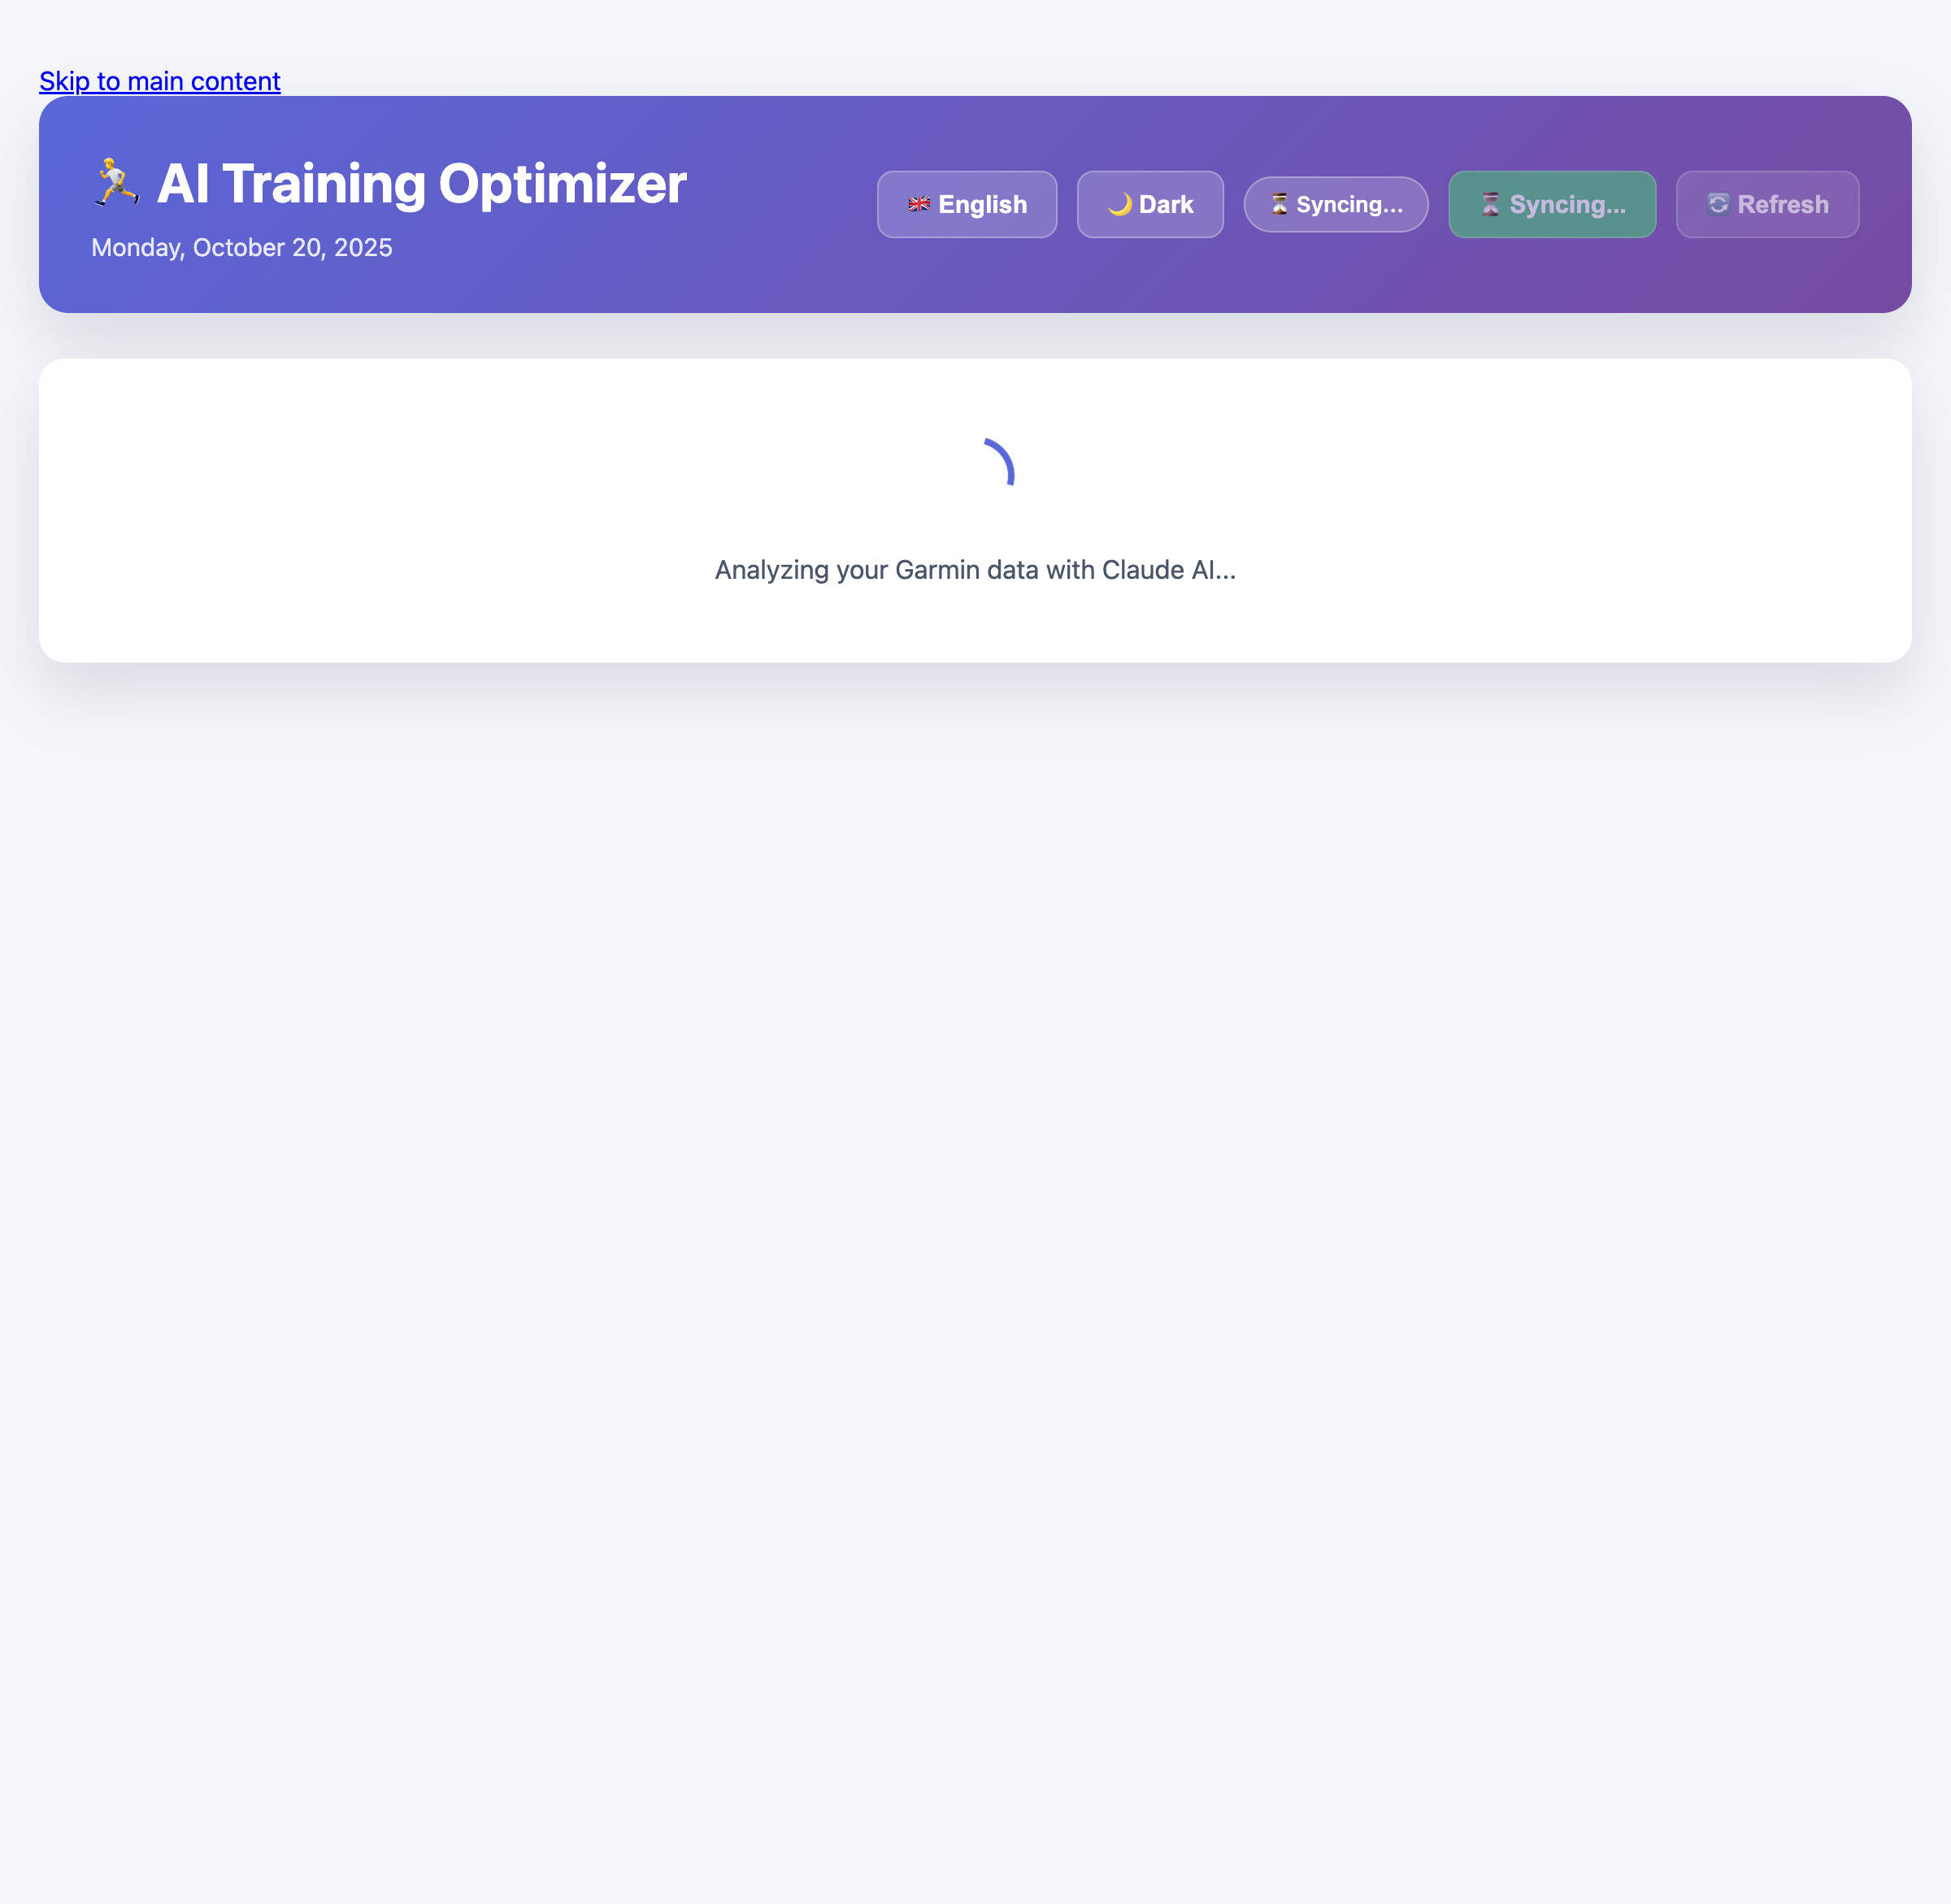 Skip to main content
🏃 AI Training Optimizer
Monday, October 20, 2025
🇬🇧 English
🌙 Dark
⏳ Syncing...
⏳ Syncing...
🔄 Refresh
Analyzing your Garmin data with Claude AI...